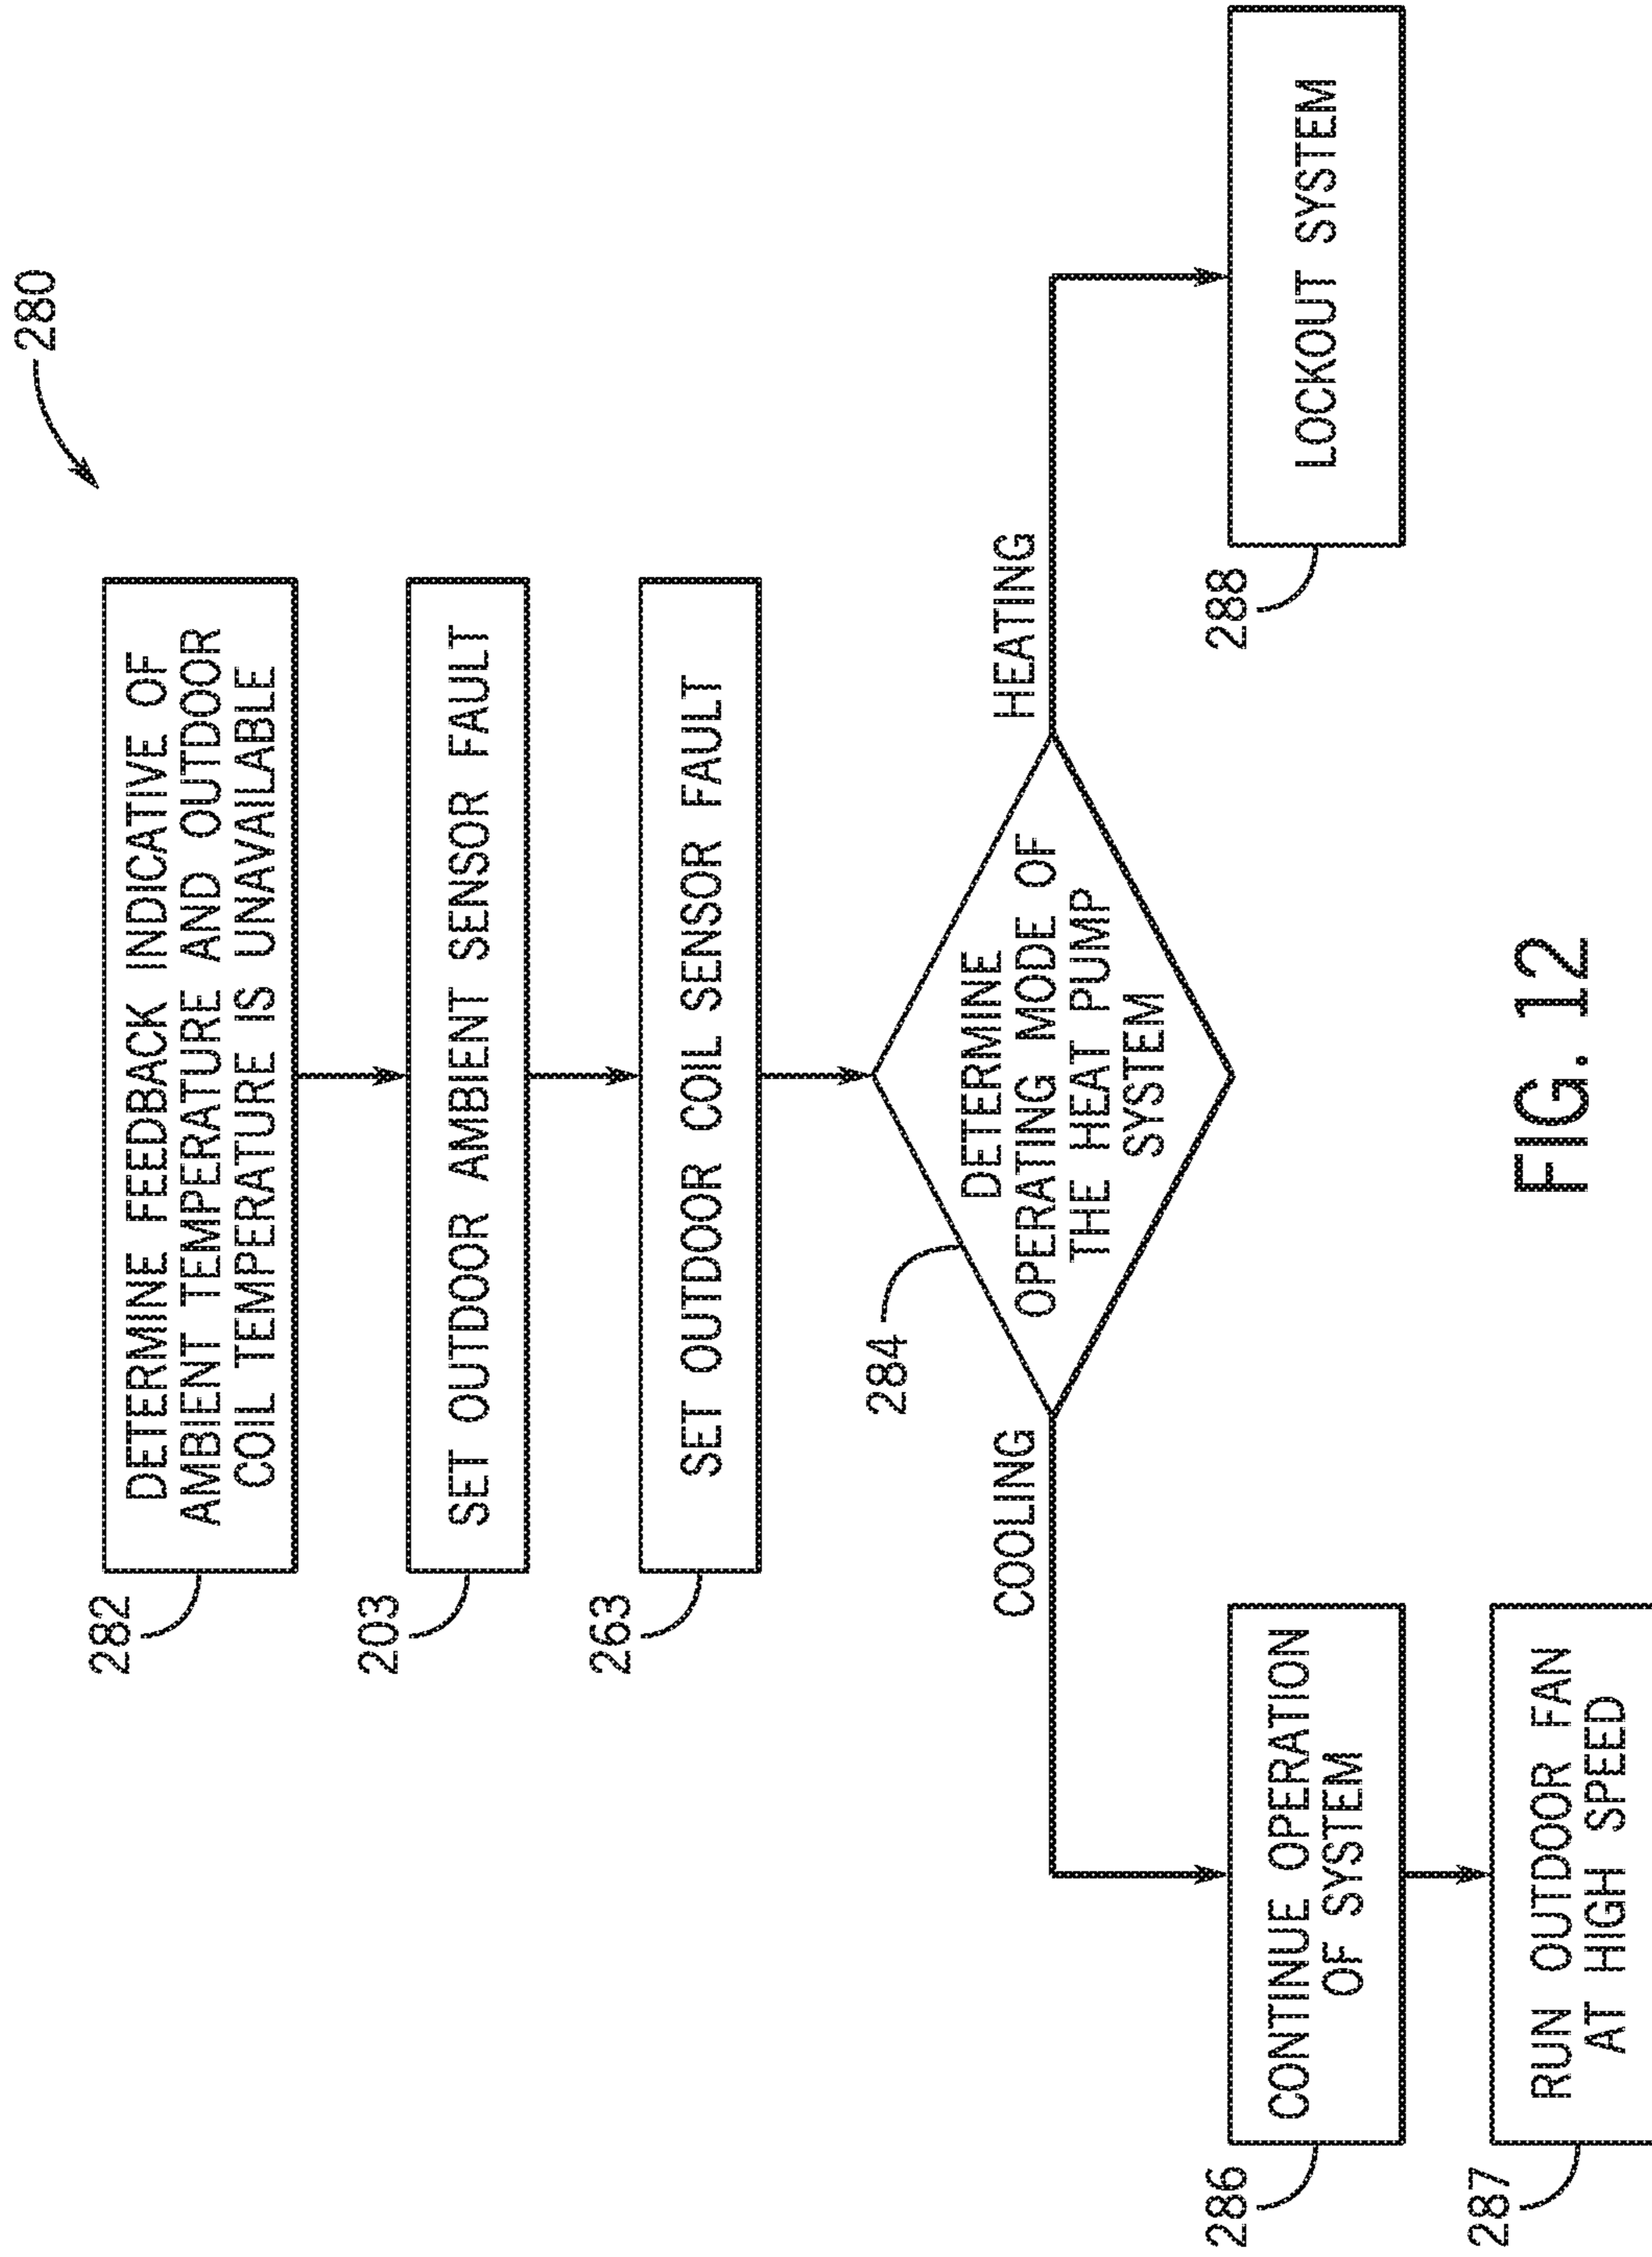 280
282
DETERMINE FEEDBACK INDICATIVE OF
AMBIENT TEMPERATURE AND OUTDOOR
COIL TEMPERATURE IS UNAVAILABLE
203
SET OUTDOOR AMBIENT SENSOR FAULT
263
SET OUTDOOR COIL SENSOR FAULT
284
DETERMINE
OPERATING MODE OF
THE HEAT PUMP
SYSTEM
COOLING
HEATING
286
CONTINUE OPERATION
OF SYSTEM
288
LOCKOUT SYSTEM
287
RUN OUTDOOR FAN
AT HIGH SPEED
FIG. 12